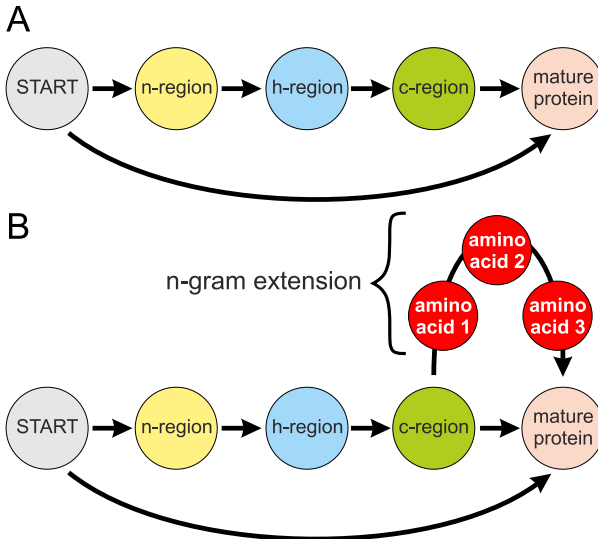 A
START
n-region
h-region
c-region
mature
protein
B
n-gram extension
amino
acid 1
amino
acid 2
amino
acid 3
START
n-region
h-region
c-region
mature
protein